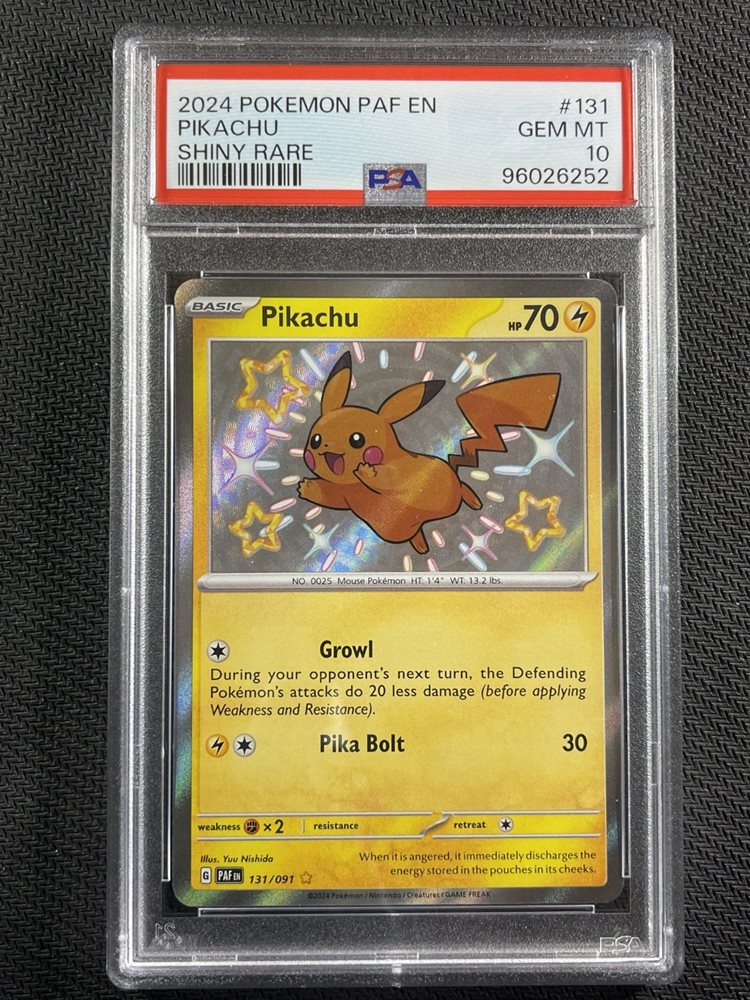 2024 POKEMON PAF EN #131
PIKACHU GEM MT
SHINY RARE 10
PSA 96026252
BASIC Pikachu HP 70
NO. 0025 Mouse Pokémon HT: 1'4" WT: 13.2 lbs.
Growl
During your opponent's next turn, the Defending
Pokémon's attacks do 20 less damage (before applying
Weakness and Resistance).
Pika Bolt 30
weakness ×2 resistance retreat
Illus. Yuu Nishida
When it is angered, it immediately discharges the
energy stored in the pouches in its cheeks.
G PAF EN 131/091
©2024 Pokémon / Nintendo / Creatures / GAME FREAK
PSA